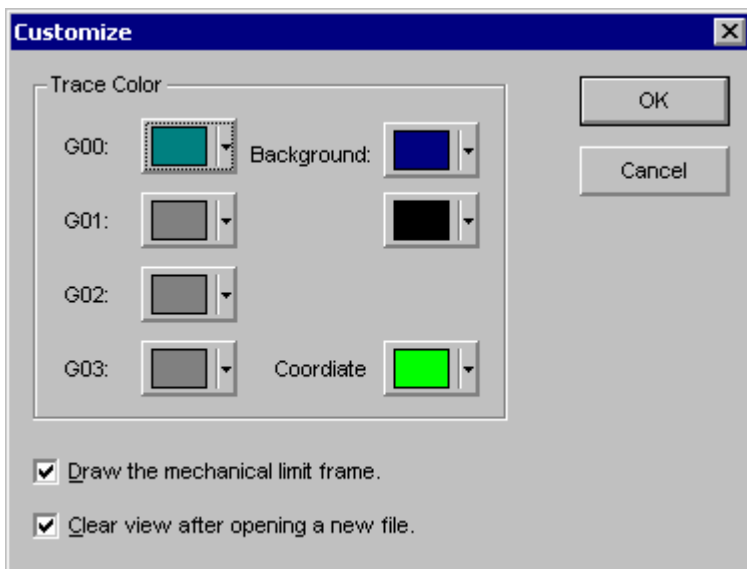 Customize
Trace Color
OK
G00:
Background:
Cancel
G01:
G02:
G03:
Coordiate
Draw the mechanical limit frame.
Clear view after opening a new file.